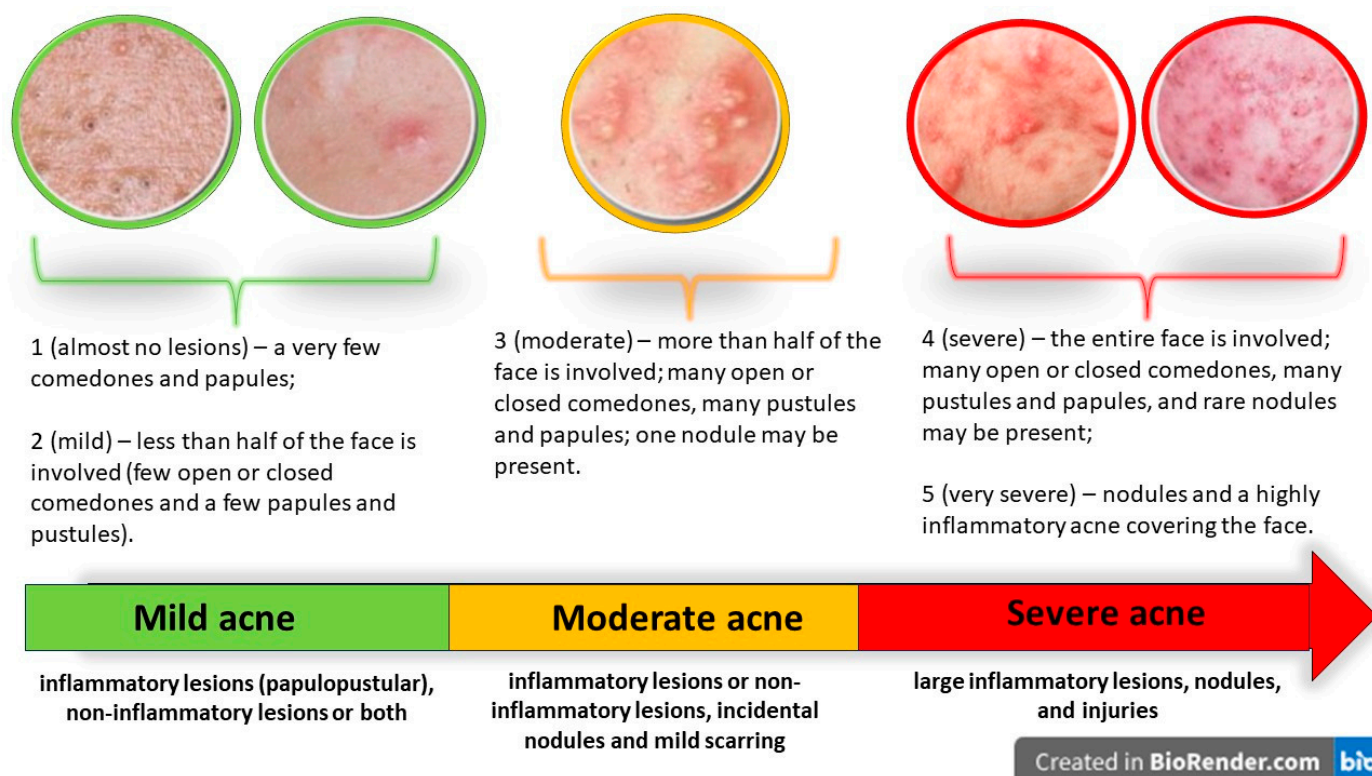 1 (almost no lesions) – a very few
comedones and papules;
2 (mild) – less than half of the face is
involved (few open or closed
comedones and a few papules and
pustules).
3 (moderate) – more than half of the
face is involved; many open or
closed comedones, many pustules
and papules; one nodule may be
present.
4 (severe) – the entire face is involved;
many open or closed comedones, many
pustules and papules, and rare nodules
may be present;
5 (very severe) – nodules and a highly
inflammatory acne covering the face.
Mild acne
Moderate acne
Severe acne
inflammatory lesions (papulopustular),
non-inflammatory lesions or both
inflammatory lesions or non-
inflammatory lesions, incidental
nodules and mild scarring
large inflammatory lesions, nodules,
and injuries
Created in BioRender.com bio